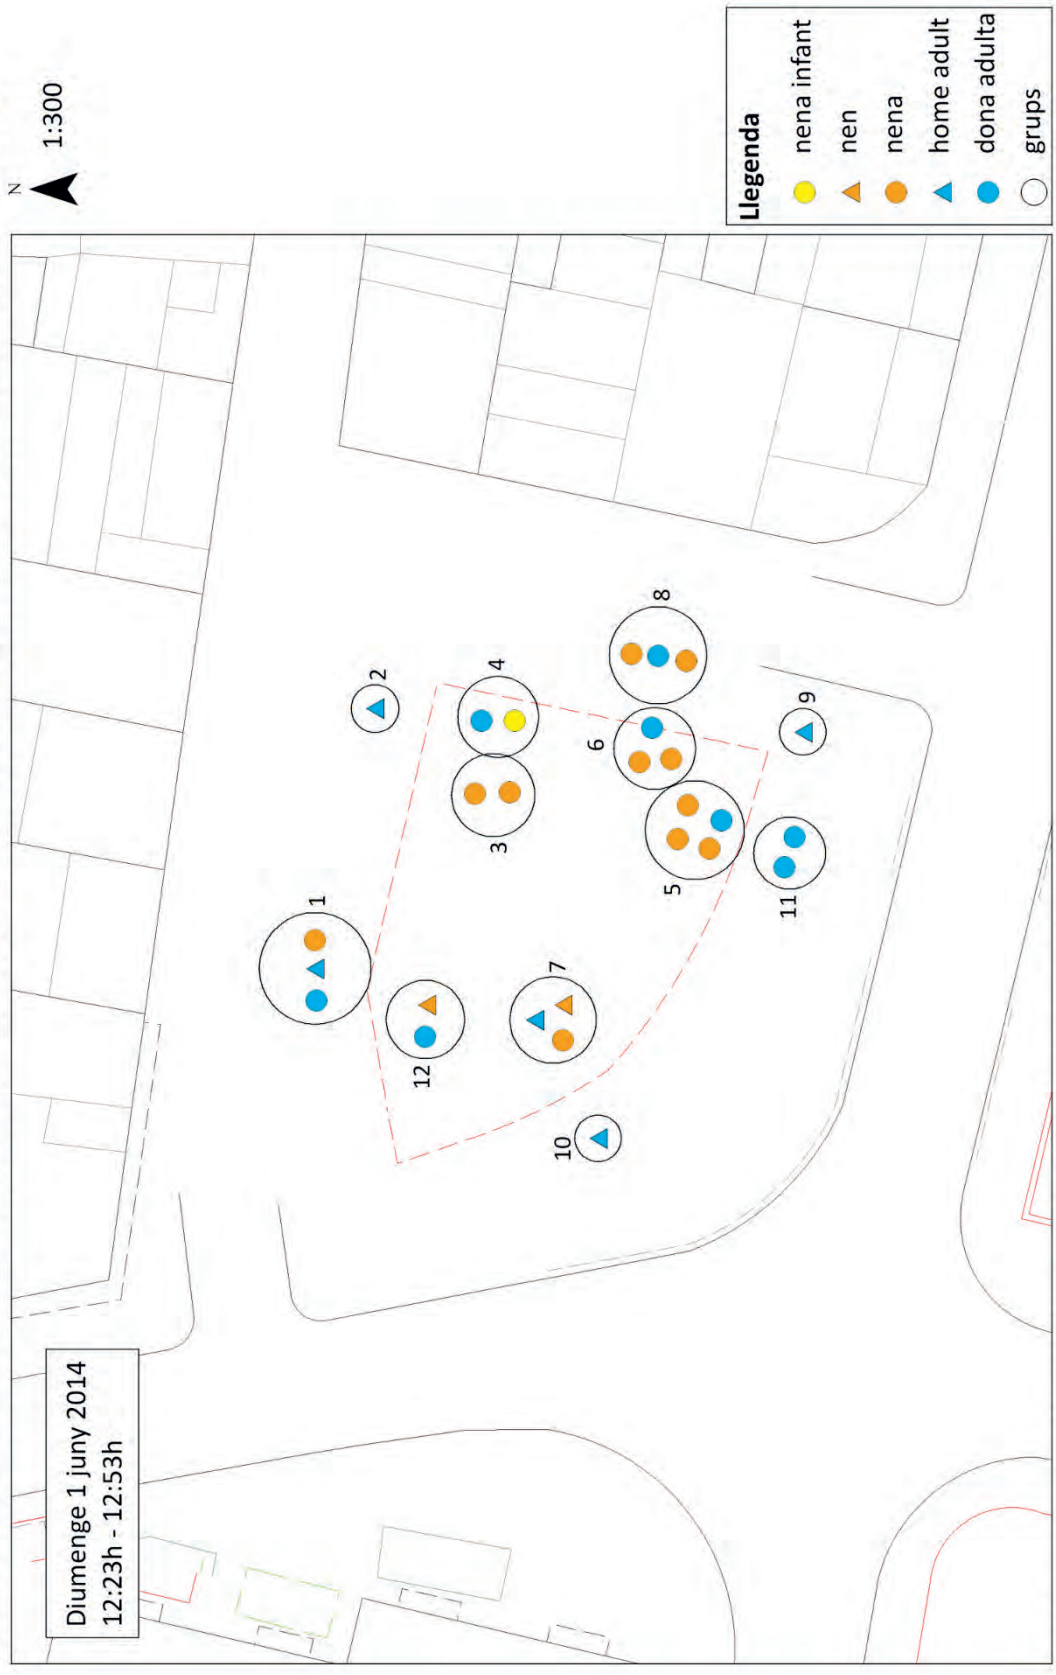 Diumenge 1 juny 2014
12:23h - 12:53h
N
1:300
1
2
3
4
5
6
7
8
9
10
11
12
Llegenda
nena infant
nen
nena
home adult
dona adulta
grups